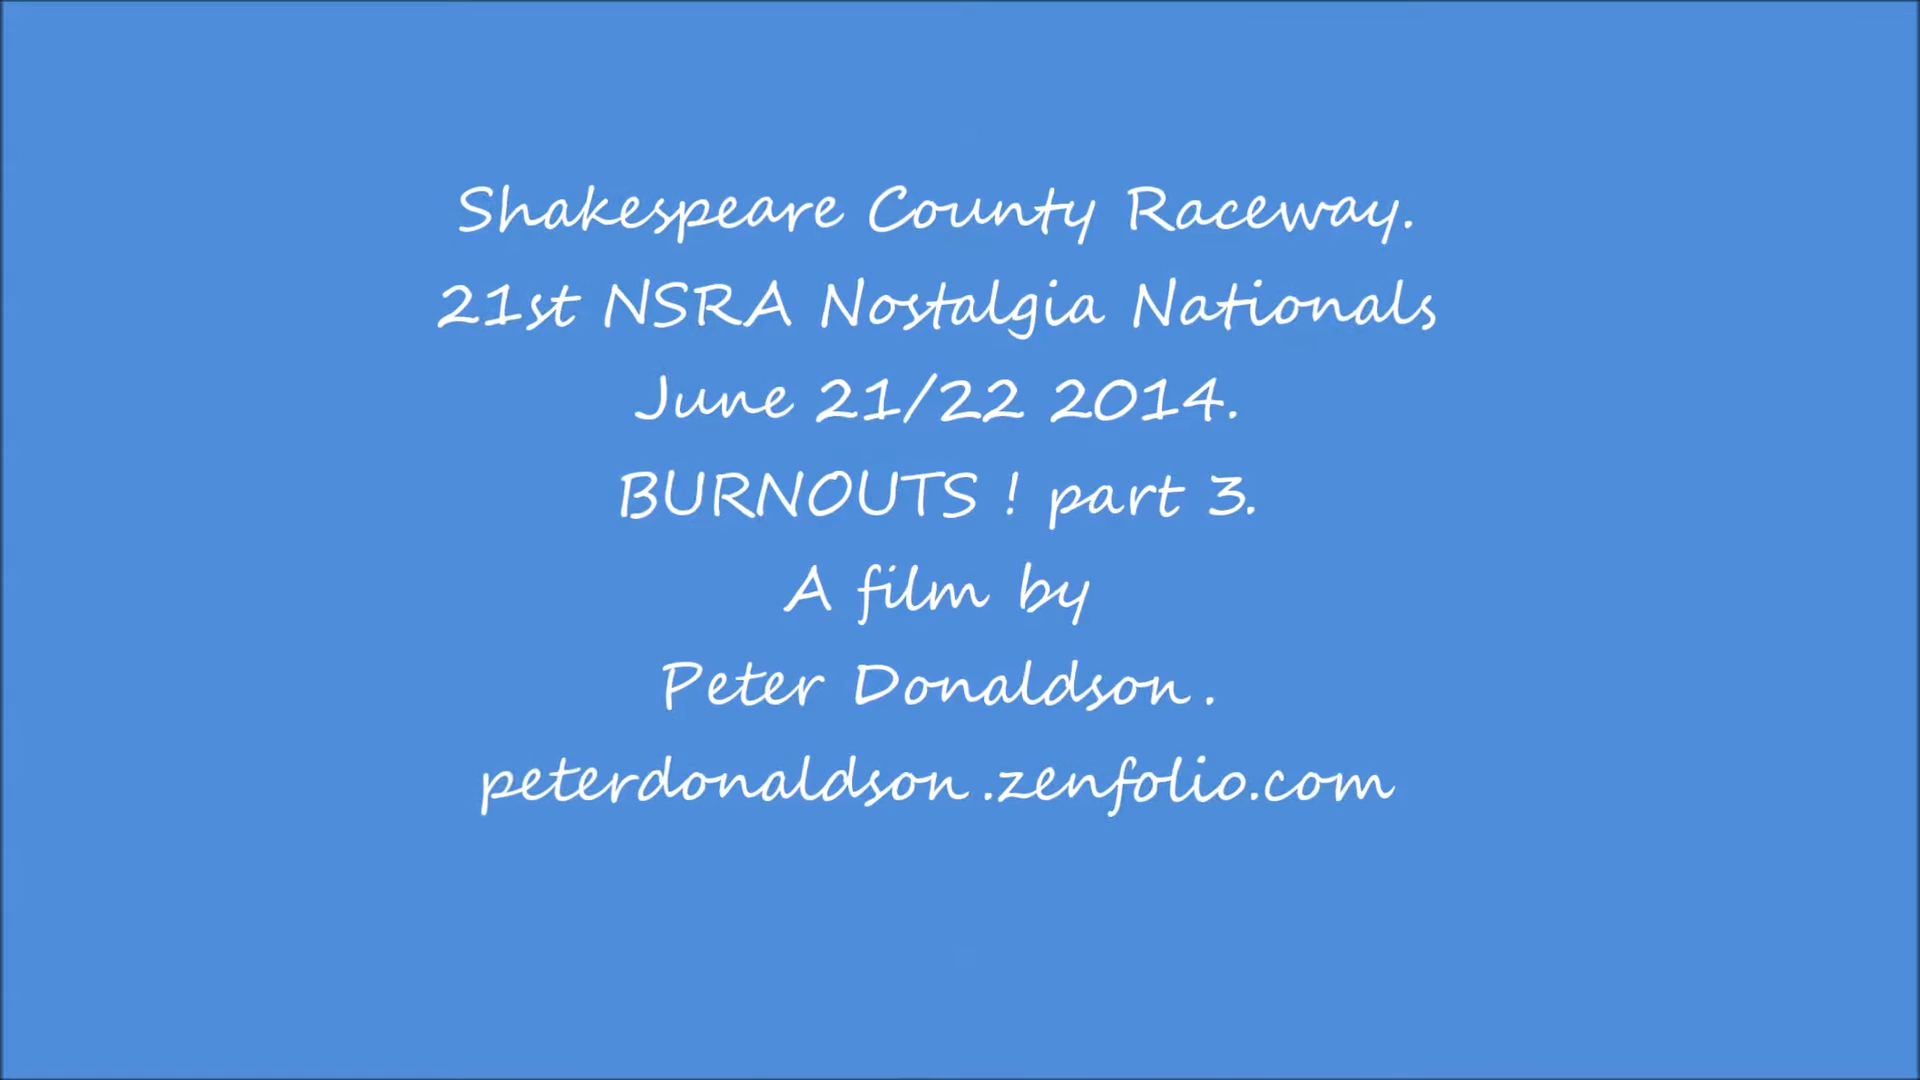 Shakespeare County Raceway.
21st NSRA Nostalgia Nationals
June 21/22 2014.
BURNOUTS ! part 3.
A film by
Peter Donaldson.
peterdonaldson.zenfolio.com